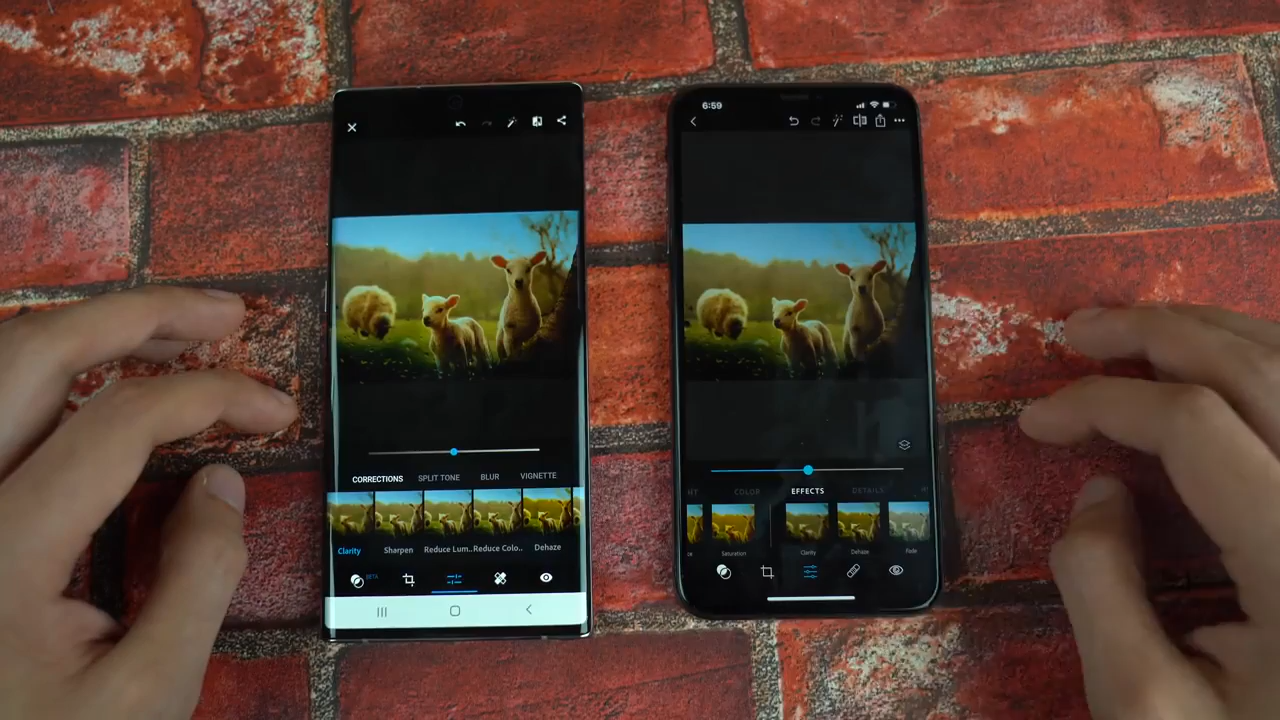 6:59
CORRECTIONS SPLIT TONE BLUR VIGNETTE
Clarity Sharpen Reduce Lum.. Reduce Colo.. Dehaze
BETA
COLOR EFFECTS DETAILS
Saturation Clarity Dehaze Fade